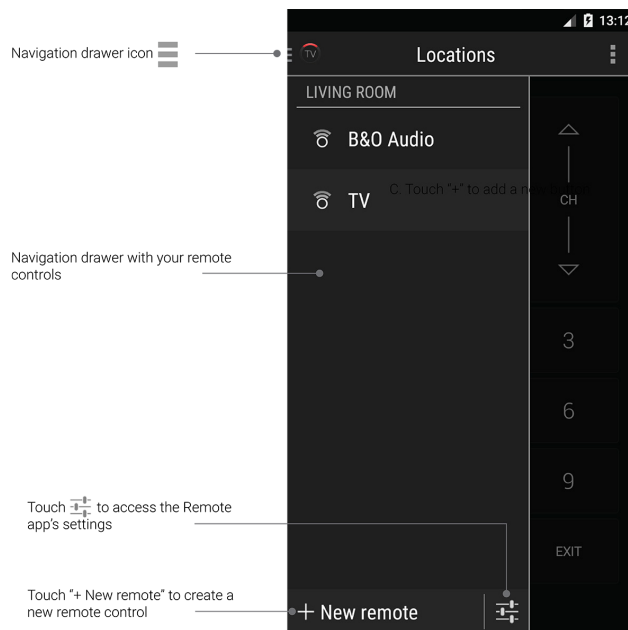 13:12
Navigation drawer icon
TV
Locations
LIVING ROOM
B&O Audio
C. Touch "+" to add a new
TV
CH
Navigation drawer with your remote
controls
3
6
9
Touch to access the Remote
app's settings
EXIT
Touch "+ New remote" to create a
new remote control
+ New remote